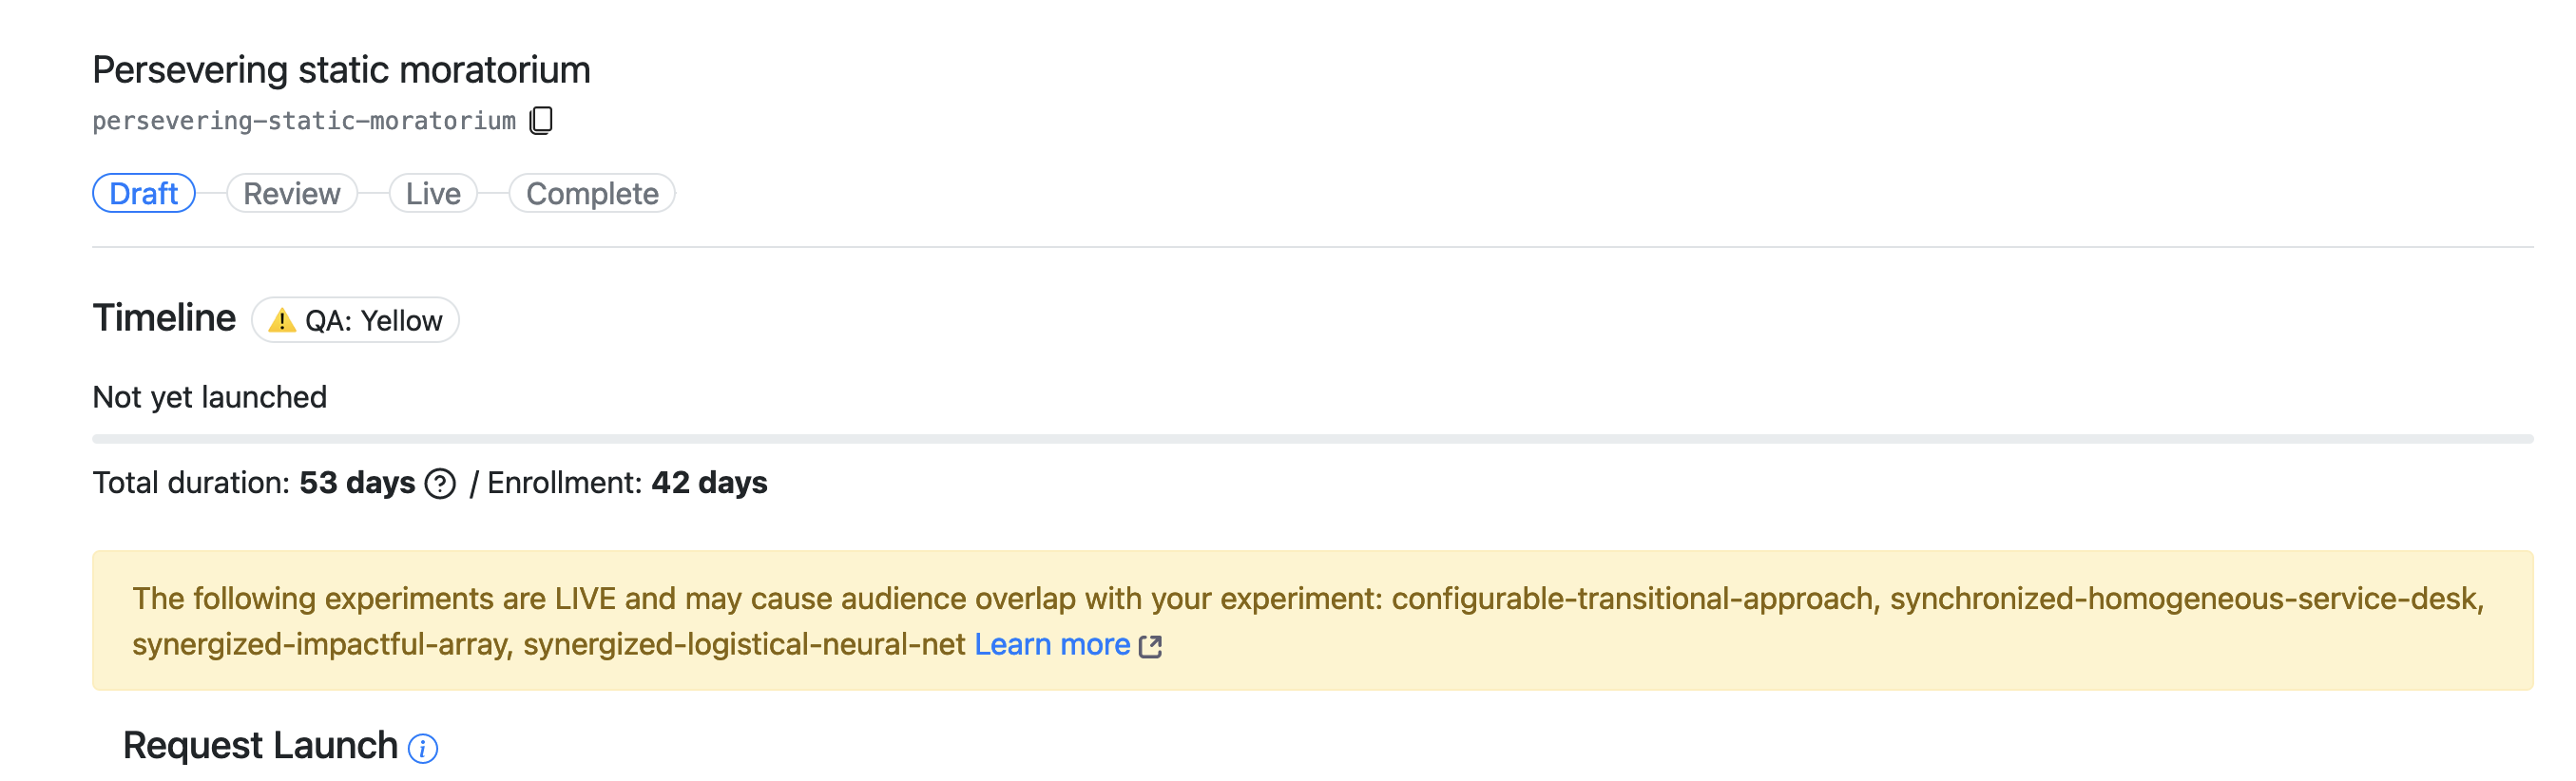 Persevering static moratorium
persevering-static-moratorium
Draft Review Live Complete
Timeline QA: Yellow
Not yet launched
Total duration: 53 days / Enrollment: 42 days
The following experiments are LIVE and may cause audience overlap with your experiment: configurable-transitional-approach, synchronized-homogeneous-service-desk,
synergized-impactful-array, synergized-logistical-neural-net Learn more
Request Launch